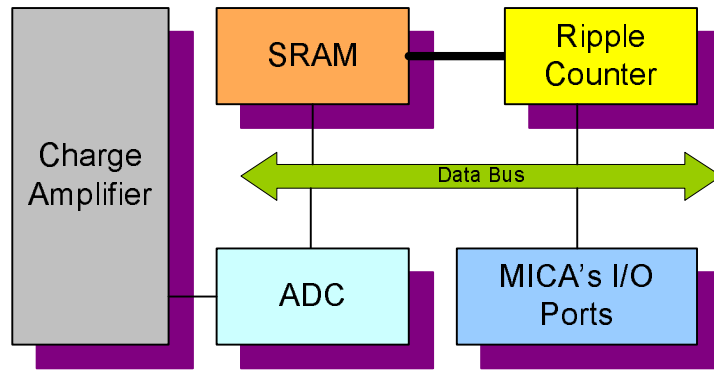 SRAM
Ripple
Counter
Charge
Amplifier
Data Bus
ADC
MICA's I/O
Ports